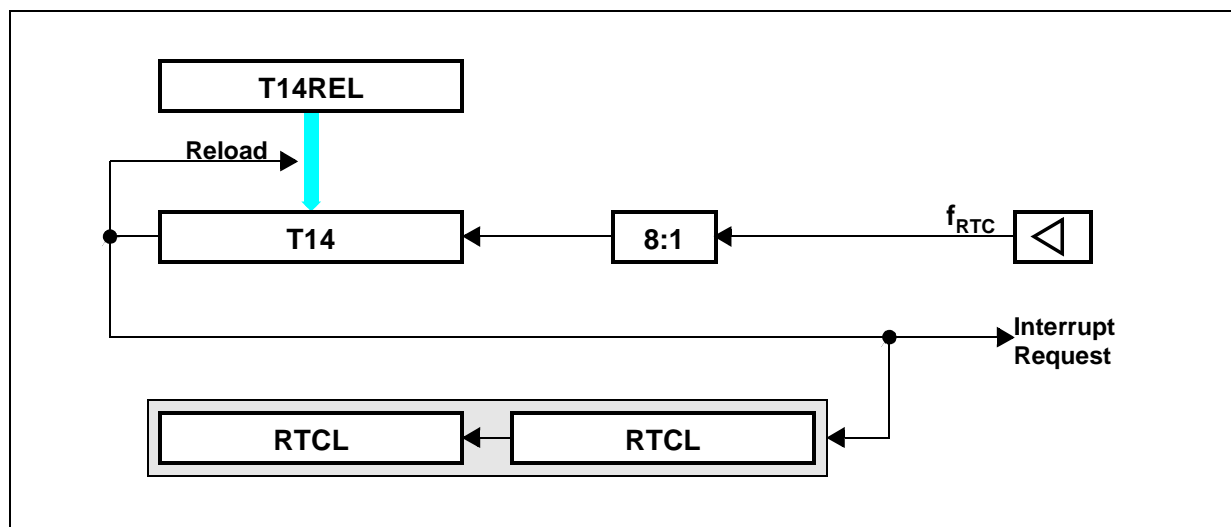 T14REL
Reload
T14
8:1
fRTC
Interrupt
Request
RTCL
RTCL